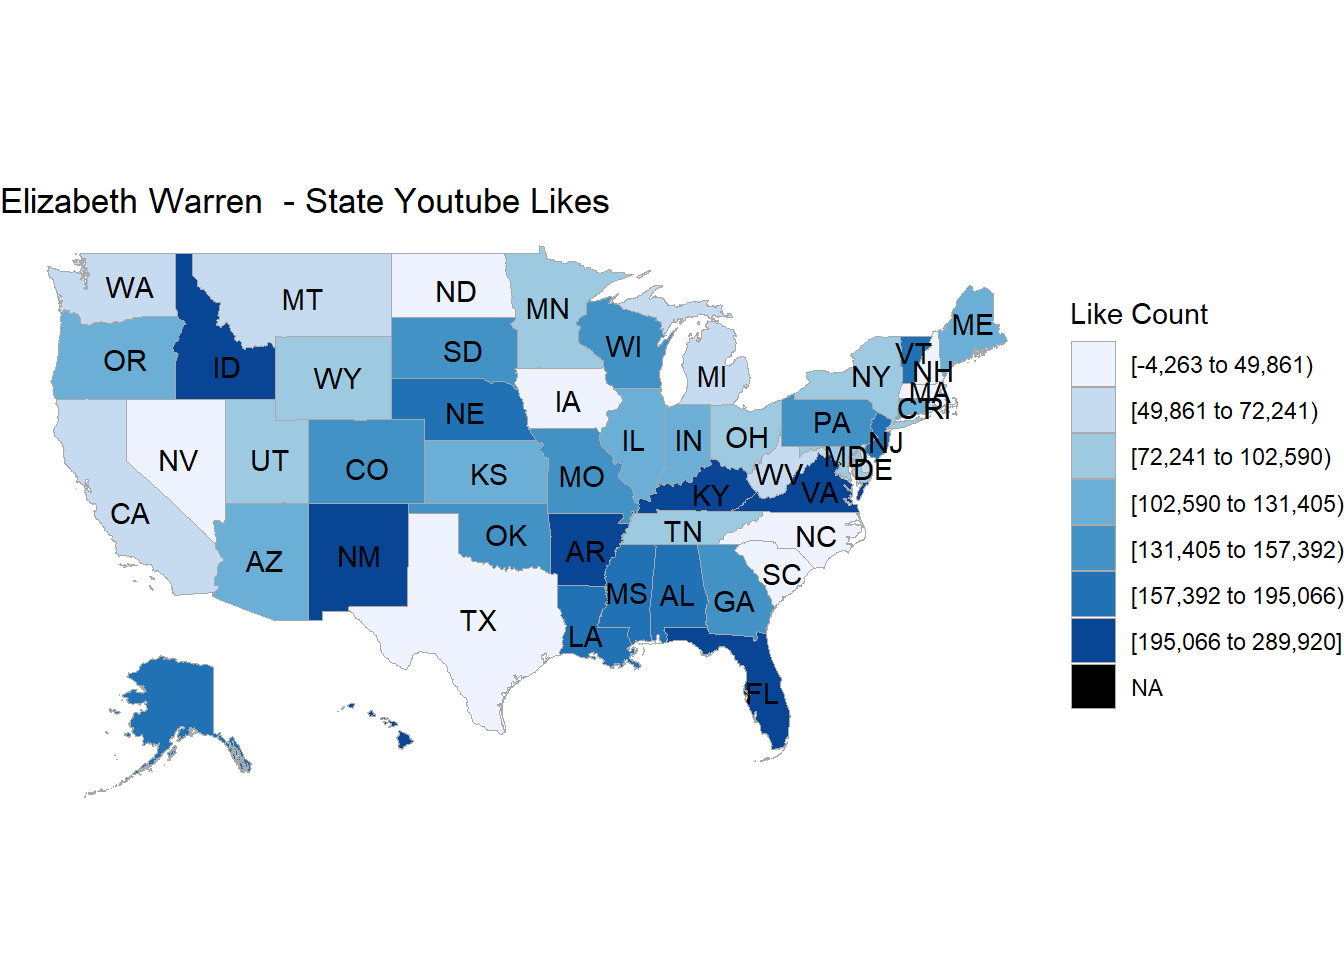 Elizabeth Warren  - State Youtube Likes
WA
MT
ND
MN
ME
OR
ID
WY
SD
WI
MI
NY
VT
NH
MA
CT
RI
NE
IA
PA
NJ
NV
UT
CO
KS
MO
IL
IN
OH
WV
MD
DE
VA
KY
CA
AZ
NM
OK
AR
TN
NC
SC
TX
LA
MS
AL
GA
FL
Like Count
[-4,263 to 49,861)
[49,861 to 72,241)
[72,241 to 102,590)
[102,590 to 131,405)
[131,405 to 157,392)
[157,392 to 195,066)
[195,066 to 289,920]
NA